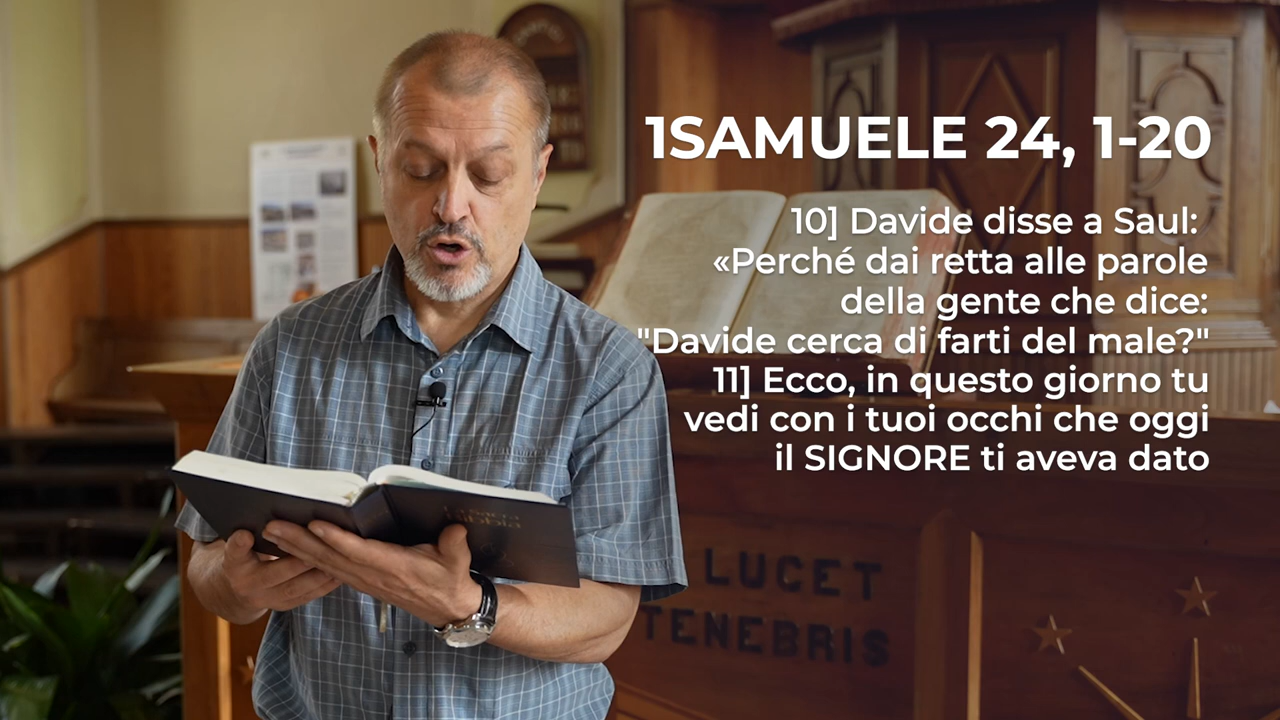 1SAMUELE 24, 1-20
10] Davide disse a Saul:
«Perché dai retta alle parole
della gente che dice:
"Davide cerca di farti del male?"
11] Ecco, in questo giorno tu
vedi con i tuoi occhi che oggi
il SIGNORE ti aveva dato
LUCET
TENEBRIS